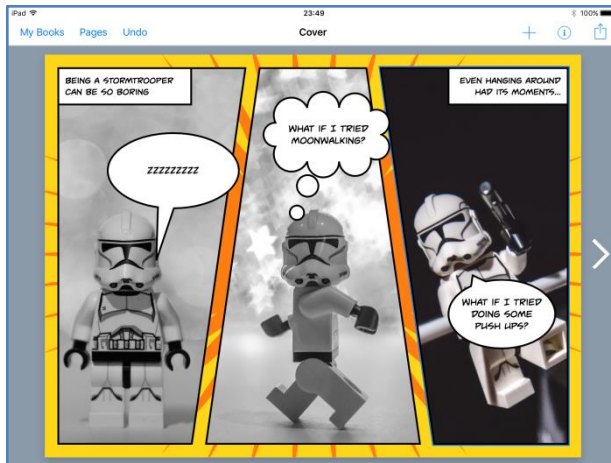 iPad
23:49
100%
My Books Pages Undo
Cover
BEING A STORMTROOPER
CAN BE SO BORING
ZZZZZZZZZ
WHAT IF I TRIED
MOONWALKING?
EVEN HANGING AROUND
HAD ITS MOMENTS...
WHAT IF I TRIED
DOING SOME
PUSH UPS?